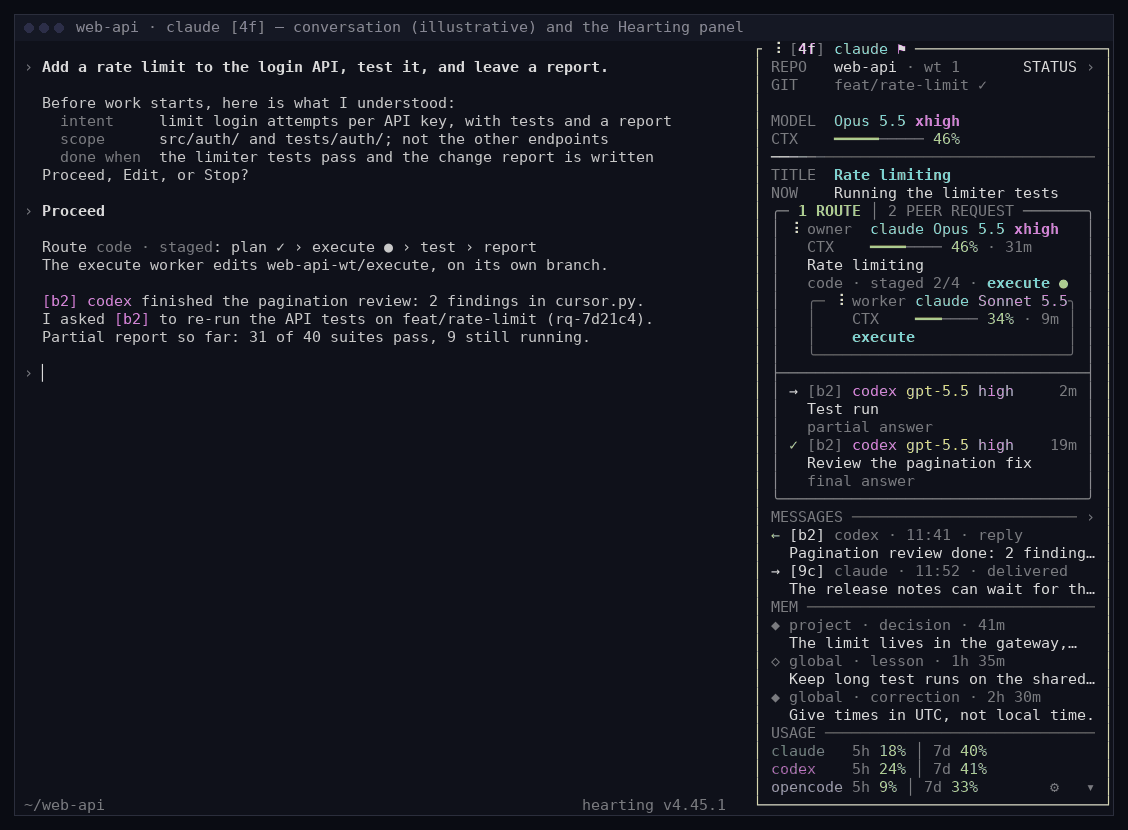 web-api · claude [4f] — conversation (illustrative) and the Hearting panel
› Add a rate limit to the login API, test it, and leave a report.
Before work starts, here is what I understood:
intent limit login attempts per API key, with tests and a report
scope src/auth/ and tests/auth/; not the other endpoints
done when the limiter tests pass and the change report is written
Proceed, Edit, or Stop?
› Proceed
Route code · staged: plan ✓ › execute ● › test › report
The execute worker edits web-api-wt/execute, on its own branch.
[b2] codex finished the pagination review: 2 findings in cursor.py.
I asked [b2] to re-run the API tests on feat/rate-limit (rq-7d21c4).
Partial report so far: 31 of 40 suites pass, 9 still running.
›
~/web-api
hearting v4.45.1
[4f] claude ⚑
REPO web-api · wt 1 STATUS ›
GIT feat/rate-limit ✓
MODEL Opus 5.5 xhigh
CTX 46%
TITLE Rate limiting
NOW Running the limiter tests
1 ROUTE │ 2 PEER REQUEST
owner claude Opus 5.5 xhigh
CTX 46% · 31m
Rate limiting
code · staged 2/4 · execute ●
worker claude Sonnet 5.5
CTX 34% · 9m
execute
→ [b2] codex gpt-5.5 high 2m
Test run
partial answer
✓ [b2] codex gpt-5.5 high 49m
Review the pagination fix
final answer
MESSAGES ›
← [b2] codex · 11:41 · reply
Pagination review done: 2 finding…
→ [9c] claude · 11:52 · delivered
The release notes can wait for th…
MEM
◆ project · decision · 41m
The limit lives in the gateway,…
◇ global · lesson · 1h 35m
Keep long test runs on the shared…
◆ global · correction · 2h 30m
Give times in UTC, not local time.
USAGE
claude 5h 18% │ 7d 40%
codex 5h 24% │ 7d 41%
opencode 5h 9% │ 7d 33% ⚙ ▾